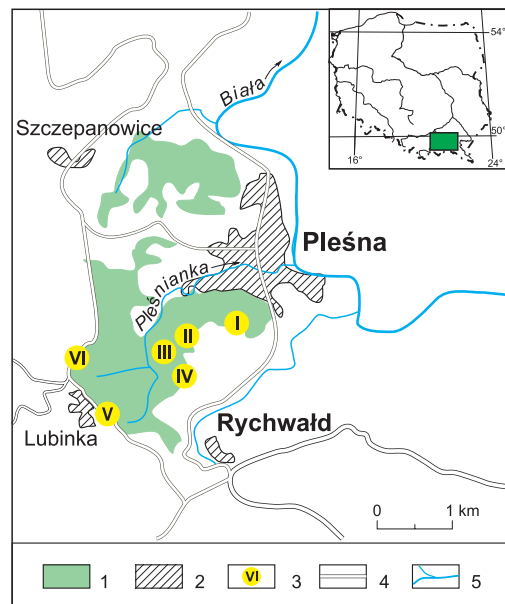 54°
50°
16°
24°
Biała
Szczepanowice
Pleśna
Pleśnianka
I
II
III
VI
IV
V
Lubinka
Rychwałd
0 1 km
1 2 VI 3 4 5